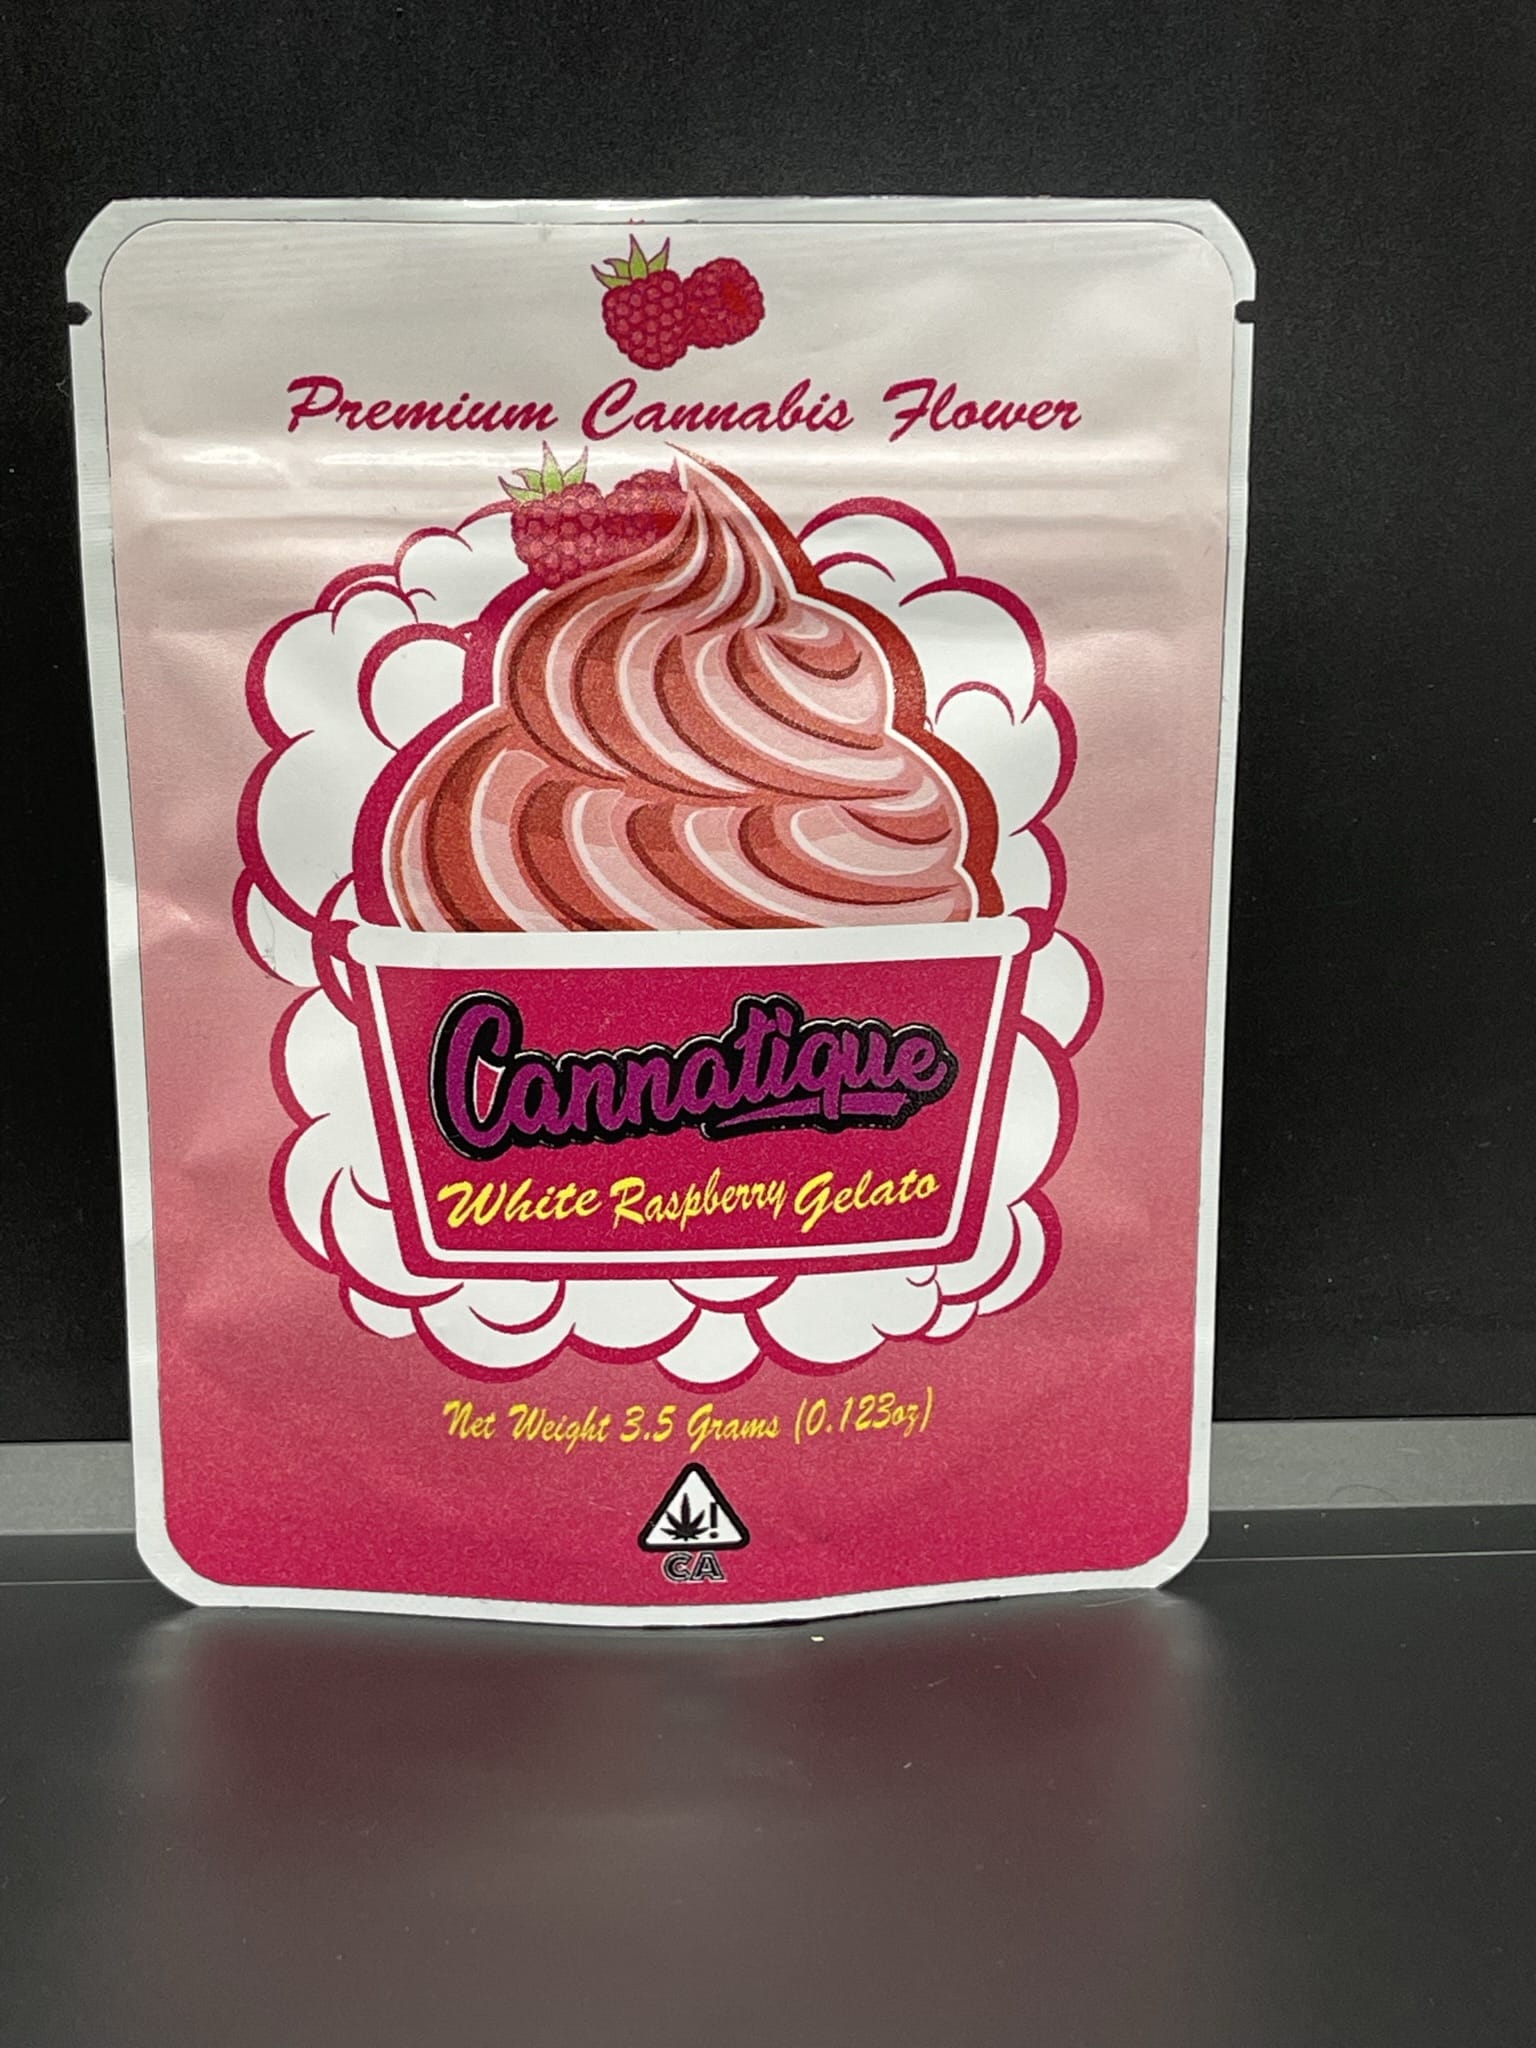 Premium Cannabis Flower
Cannatique
White Raspberry Gelato
Net Weight 3.5 Grams (0.123oz)
!
CA